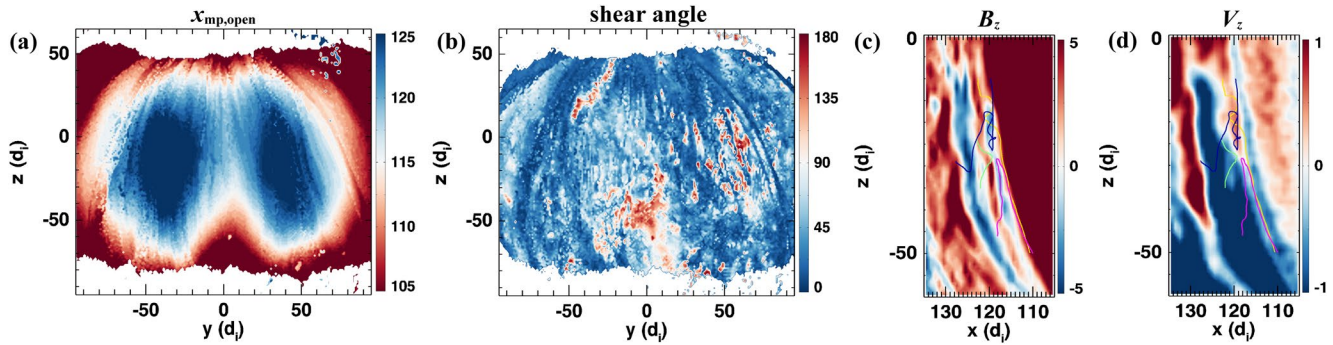 x_mp,open
shear angle
B_z
V_z
(a)
(b)
(c)
(d)
50
0
-50
z (d_i)
-50
0
50
y (d_i)
125
120
115
110
105
50
0
-50
z (d_i)
-50
0
50
y (d_i)
180
135
90
45
0
0
-50
z (d_i)
130
120
110
x (d_i)
5
0
-5
0
-50
z (d_i)
130
120
110
x (d_i)
1
0
-1